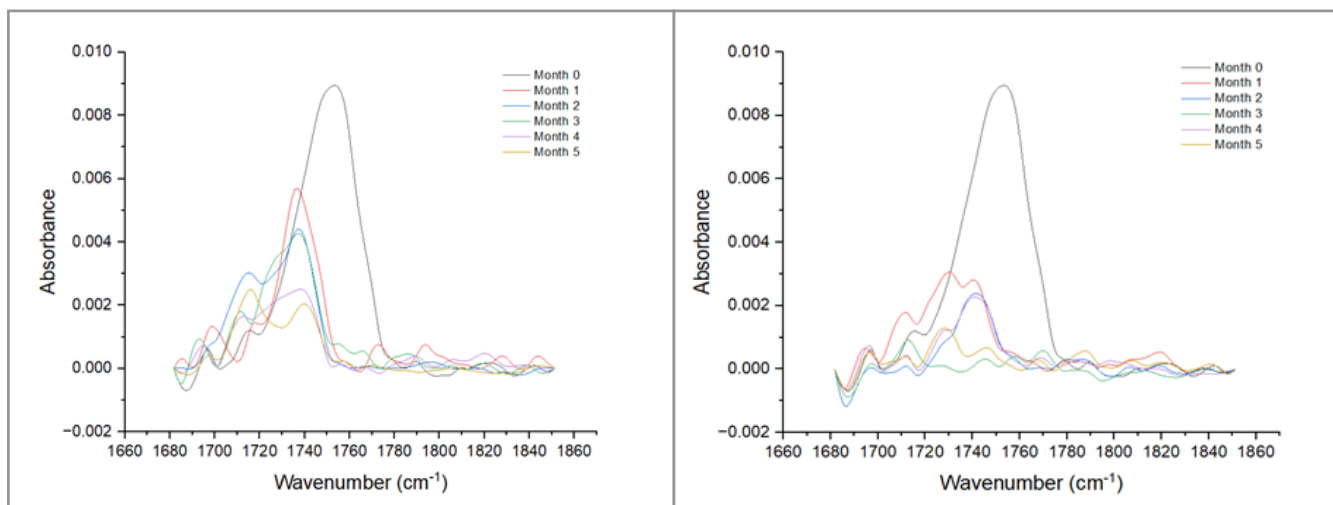 0.010
0.008
0.006
0.004
0.002
0.000
−0.002
Absorbance
Month 0
Month 1
Month 2
Month 3
Month 4
Month 5
1660 1680 1700 1720 1740 1760 1780 1800 1820 1840 1860
Wavenumber (cm⁻¹)
0.010
0.008
0.006
0.004
0.002
0.000
−0.002
Absorbance
Month 0
Month 1
Month 2
Month 3
Month 4
Month 5
1660 1680 1700 1720 1740 1760 1780 1800 1820 1840 1860
Wavenumber (cm⁻¹)